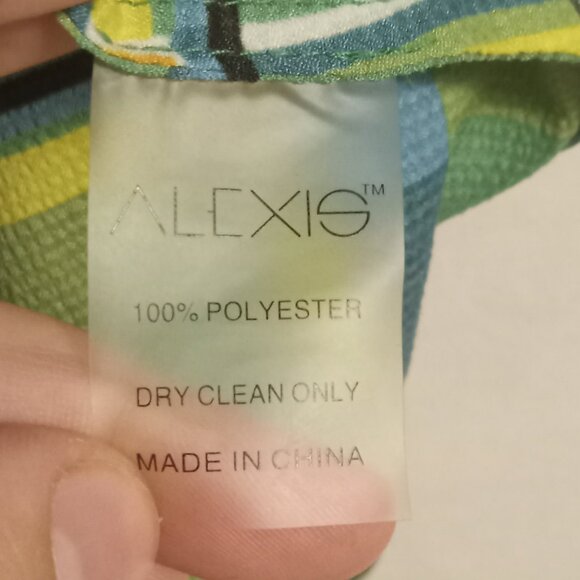 ALEXIS™
100% POLYESTER
DRY CLEAN ONLY
MADE IN CHINA